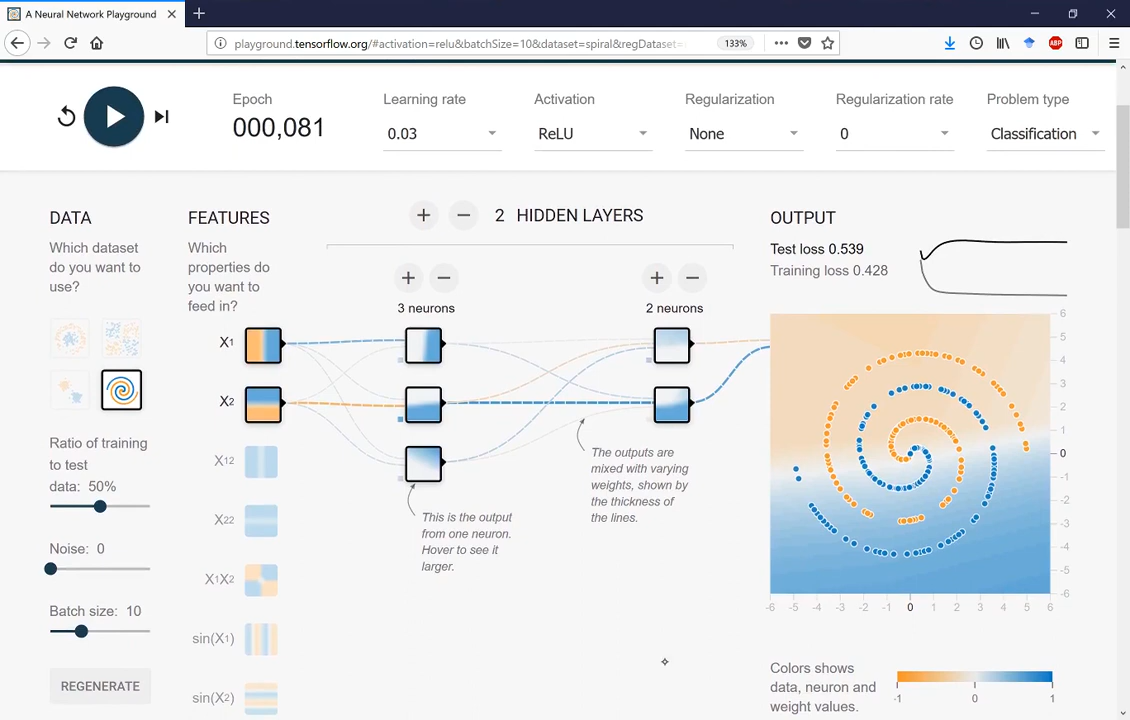 A Neural Network Playground
playground.tensorflow.org/#activation=relu&batchSize=10&dataset=spiral&regDataset=
133%
ABP
Epoch
000,081
Learning rate
0.03
Activation
ReLU
Regularization
None
Regularization rate
0
Problem type
Classification
DATA
Which dataset
do you want to
use?
Ratio of training
to test
data: 50%
Noise: 0
Batch size: 10
REGENERATE
FEATURES
Which
properties do
you want to
feed in?
X1
X2
X12
X22
X1X2
sin(X1)
sin(X2)
2 HIDDEN LAYERS
3 neurons
2 neurons
This is the output
from one neuron.
Hover to see it
larger.
The outputs are
mixed with varying
weights, shown by
the thickness of
the lines.
OUTPUT
Test loss 0.539
Training loss 0.428
6
5
4
3
2
1
0
-1
-2
-3
-4
-5
-6
-6 -5 -4 -3 -2 -1 0 1 2 3 4 5 6
Colors shows
data, neuron and
weight values.
-1 0 1